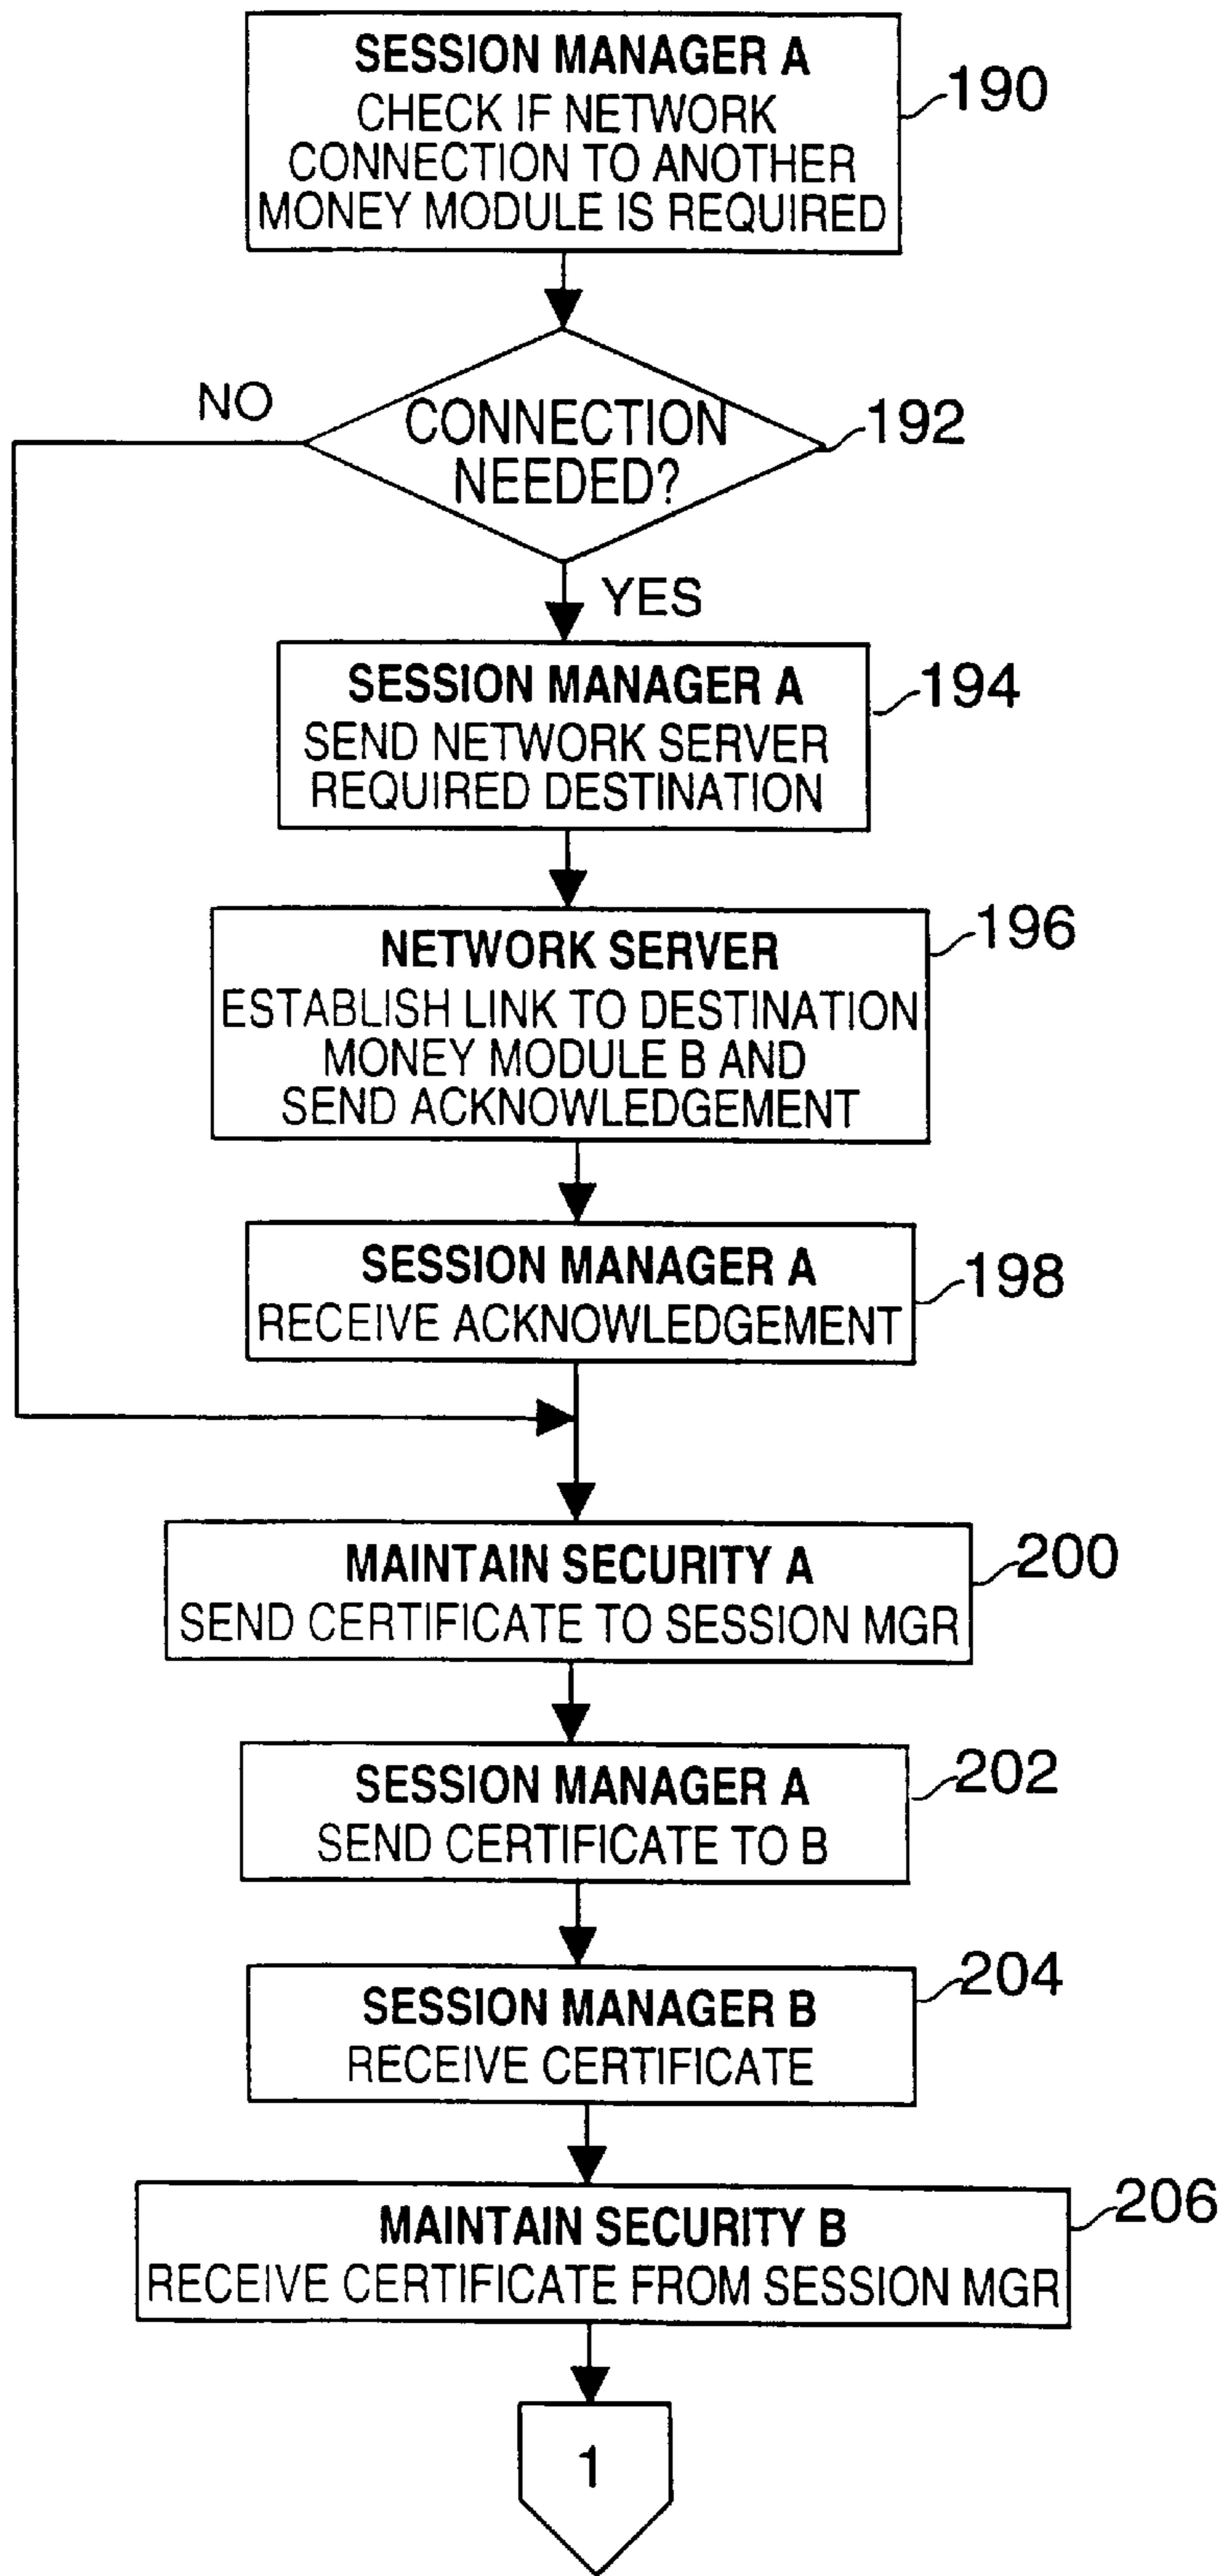 SESSION MANAGER A
CHECK IF NETWORK
CONNECTION TO ANOTHER
MONEY MODULE IS REQUIRED
190
NO
CONNECTION
NEEDED?
192
YES
SESSION MANAGER A
SEND NETWORK SERVER
REQUIRED DESTINATION
194
NETWORK SERVER
ESTABLISH LINK TO DESTINATION
MONEY MODULE B AND
SEND ACKNOWLEDGEMENT
196
SESSION MANAGER A
RECEIVE ACKNOWLEDGEMENT
198
MAINTAIN SECURITY A
SEND CERTIFICATE TO SESSION MGR
200
SESSION MANAGER A
SEND CERTIFICATE TO B
202
SESSION MANAGER B
RECEIVE CERTIFICATE
204
MAINTAIN SECURITY B
RECEIVE CERTIFICATE FROM SESSION MGR
206
1